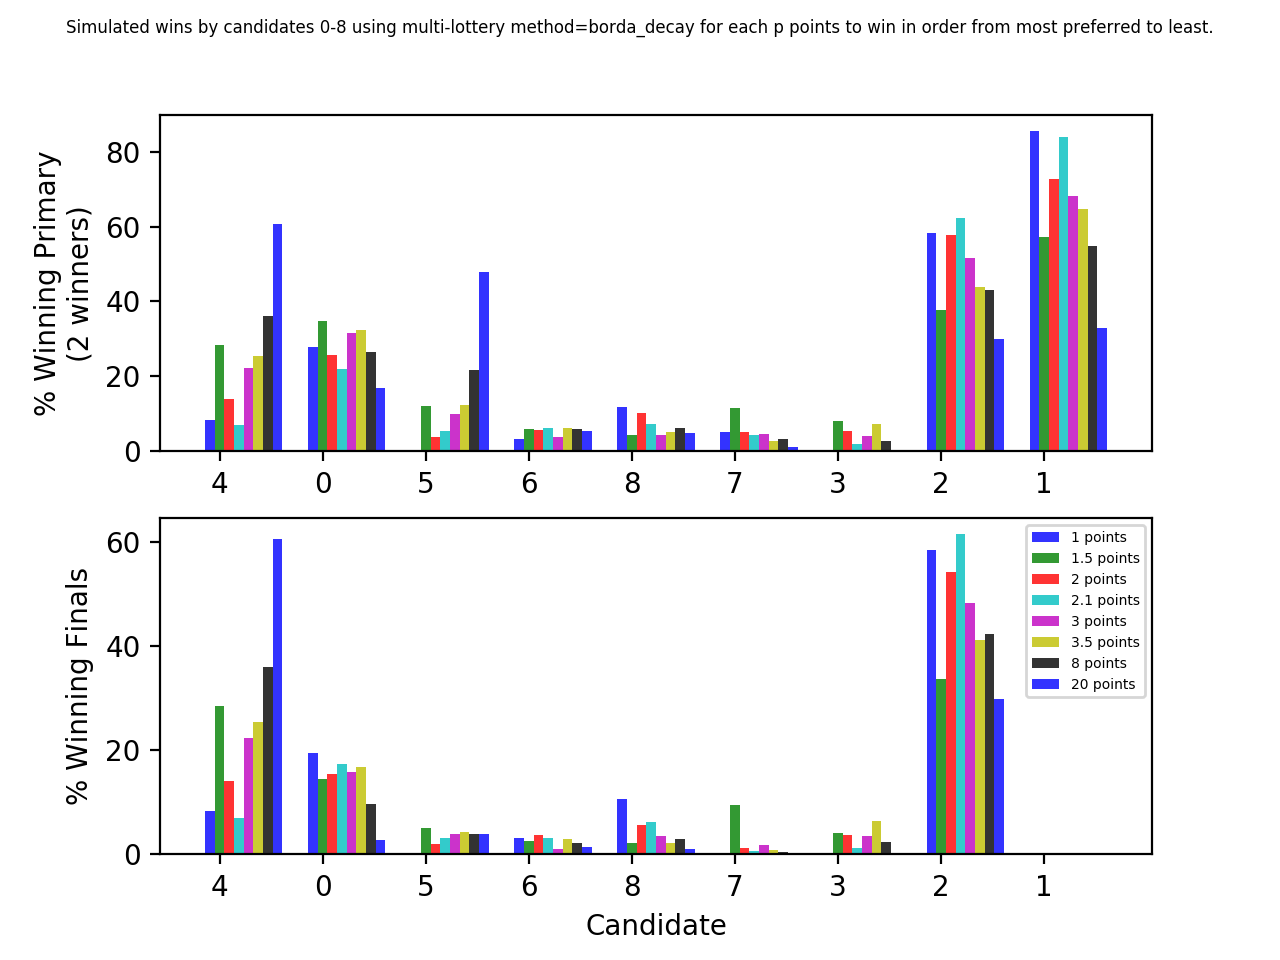 Simulated wins by candidates 0-8 using multi-lottery method=borda_decay for each p points to win in order from most preferred to least.
% Winning Primary
(2 winners)
80
60
40
20
0
4 0 5 6 8 7 3 2 1
% Winning Finals
60
40
20
0
1 points
1.5 points
2 points
2.1 points
3 points
3.5 points
8 points
20 points
4 0 5 6 8 7 3 2 1
Candidate